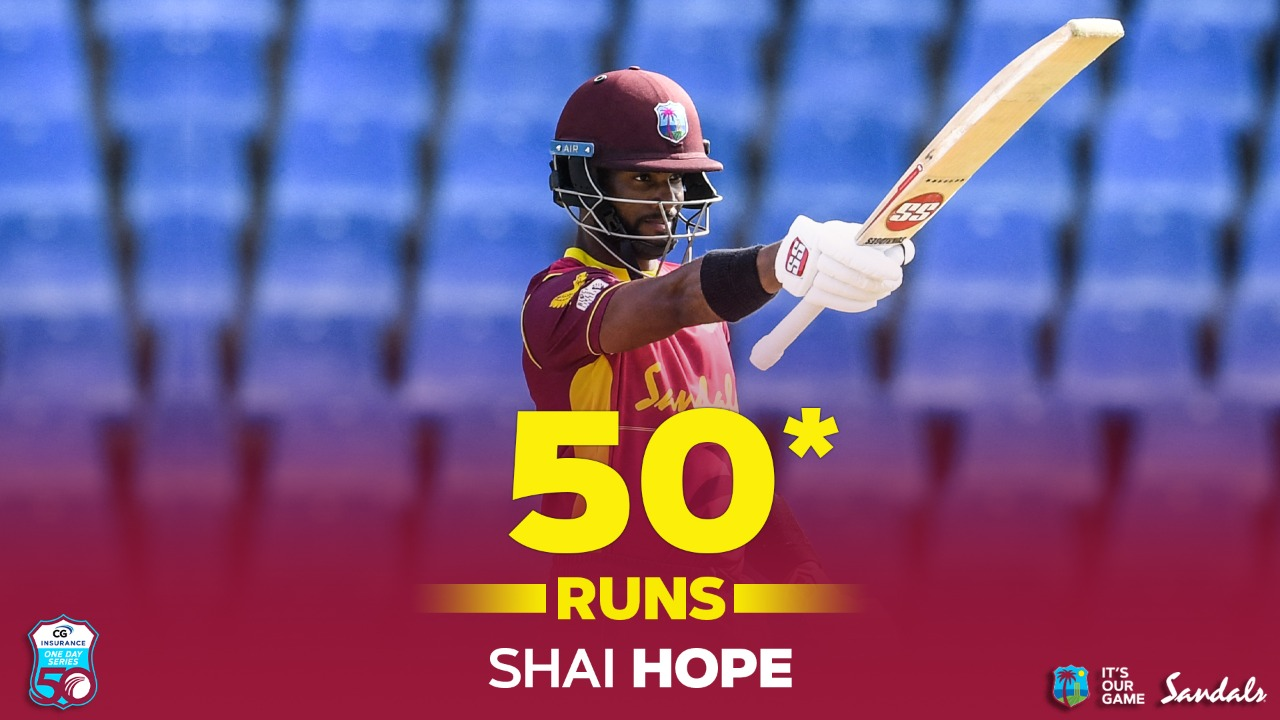 AIR
SS
SS
Sandals
50*
RUNS
SHAI HOPE
CG
INSURANCE
ONE DAY
SERIES
50
IT'S
OUR
GAME
Sandals